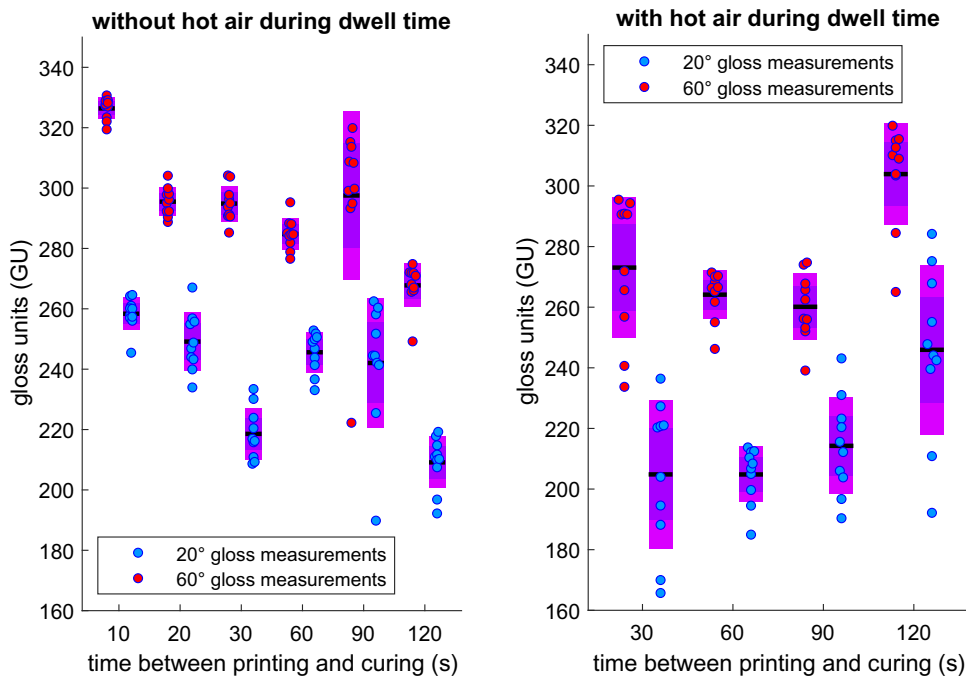 without hot air during dwell time
gloss units (GU)
340
320
300
280
260
240
220
200
180
160
20° gloss measurements
60° gloss measurements
10 20 30 60 90 120
time between printing and curing (s)
with hot air during dwell time
gloss units (GU)
340
320
300
280
260
240
220
200
180
160
20° gloss measurements
60° gloss measurements
30 60 90 120
time between printing and curing (s)